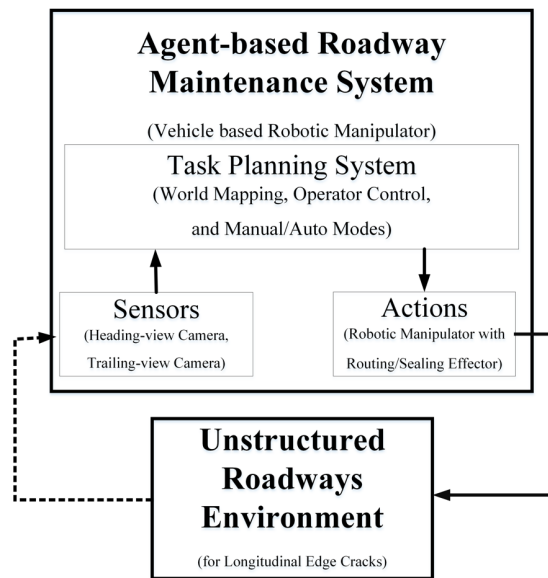 Agent-based Roadway
Maintenance System
(Vehicle based Robotic Manipulator)
Task Planning System
(World Mapping, Operator Control,
and Manual/Auto Modes)
Sensors
(Heading-view Camera,
Trailing-view Camera)
Actions
(Robotic Manipulator with
Routing/Sealing Effector)
Unstructured
Roadways
Environment
(for Longitudinal Edge Cracks)